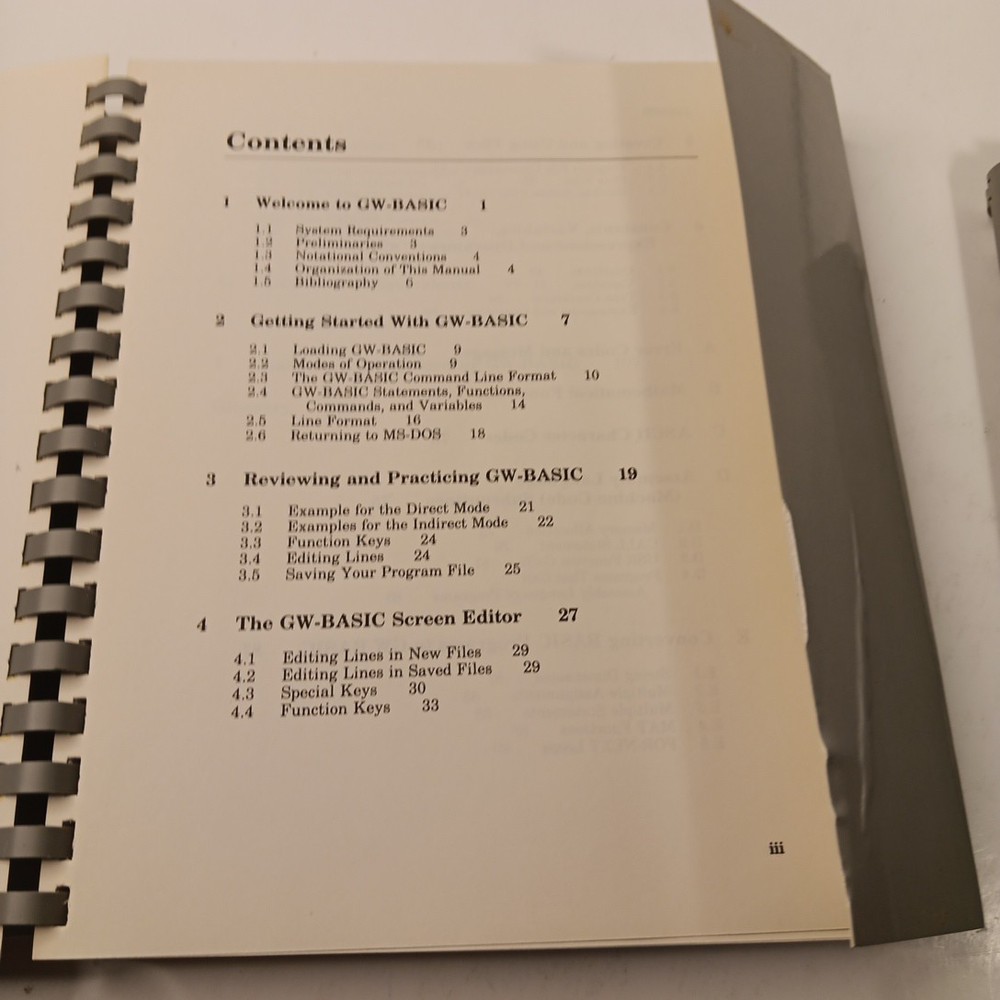 Contents
1 Welcome to GW-BASIC 1
1.1 System Requirements 3
1.2 Preliminaries 3
1.3 Notational Conventions 4
1.4 Organization of This Manual 4
1.5 Bibliography 6
2 Getting Started With GW-BASIC 7
2.1 Loading GW-BASIC 9
2.2 Modes of Operation 9
2.3 The GW-BASIC Command Line Format 10
2.4 GW-BASIC Statements, Functions,
Commands, and Variables 14
2.5 Line Format 16
2.6 Returning to MS-DOS 18
3 Reviewing and Practicing GW-BASIC 19
3.1 Example for the Direct Mode 21
3.2 Examples for the Indirect Mode 22
3.3 Function Keys 24
3.4 Editing Lines 24
3.5 Saving Your Program File 25
4 The GW-BASIC Screen Editor 27
4.1 Editing Lines in New Files 29
4.2 Editing Lines in Saved Files 29
4.3 Special Keys 30
4.4 Function Keys 33
iii